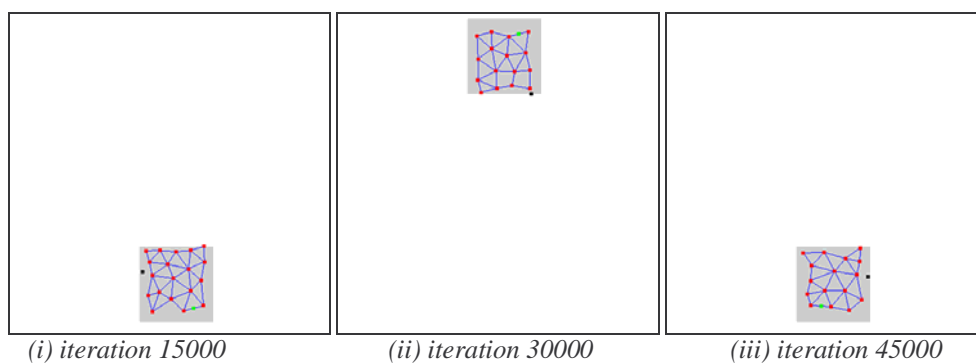 (i) iteration 15000
(ii) iteration 30000
(iii) iteration 45000